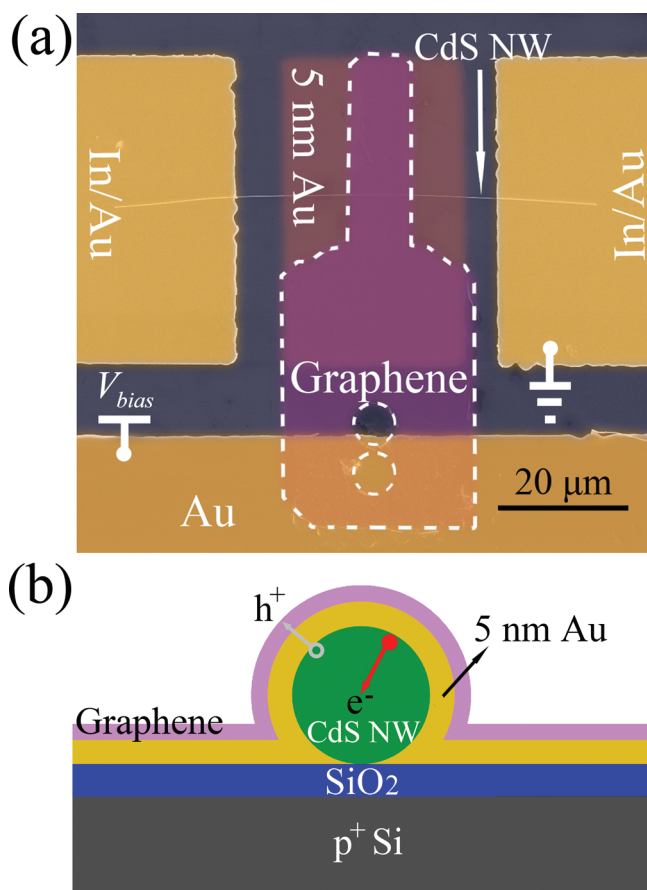 (a)
CdS NW
5 nm Au
In/Au
In/Au
Graphene
V_bias
Au
20 μm
(b)
h⁺
5 nm Au
e⁻
Graphene
CdS NW
SiO₂
p⁺ Si